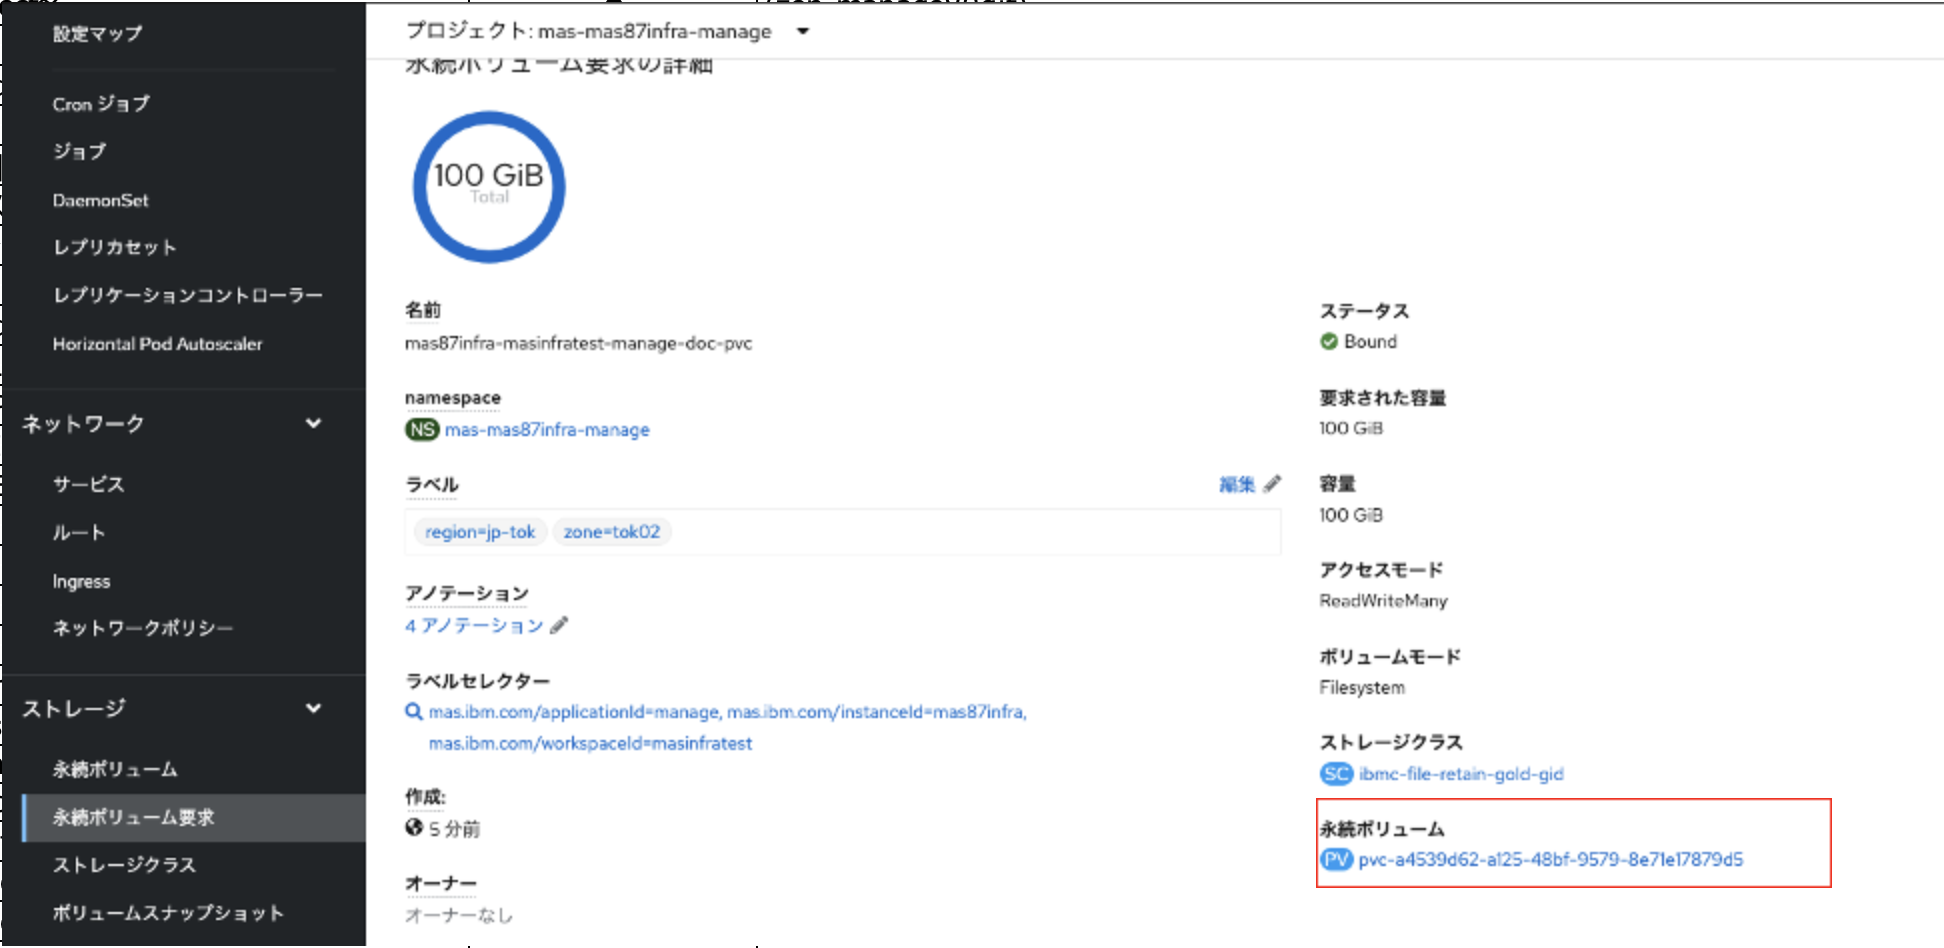 設定マップ
Cron ジョブ
ジョブ
DaemonSet
レプリカセット
レプリケーションコントローラー
Horizontal Pod Autoscaler
ネットワーク
サービス
ルート
Ingress
ネットワークポリシー
ストレージ
永続ボリューム
永続ボリューム要求
ストレージクラス
ボリュームスナップショット
プロジェクト: mas-mas87infra-manage
永続ボリューム要求の詳細
100 GiB
Total
名前
mas87infra-masinfratest-manage-doc-pvc
namespace
NS mas-mas87infra-manage
ラベル 編集
region=jp-tok zone=tok02
アノテーション
4 アノテーション
ラベルセレクター
mas.ibm.com/applicationId=manage, mas.ibm.com/instanceId=mas87infra,
mas.ibm.com/workspaceId=masinfratest
作成:
5 分前
オーナー
オーナーなし
ステータス
Bound
要求された容量
100 GiB
容量
100 GiB
アクセスモード
ReadWriteMany
ボリュームモード
Filesystem
ストレージクラス
SC ibmc-file-retain-gold-gid
永続ボリューム
PV pvc-a4539d62-a125-48bf-9579-8e71e17879d5